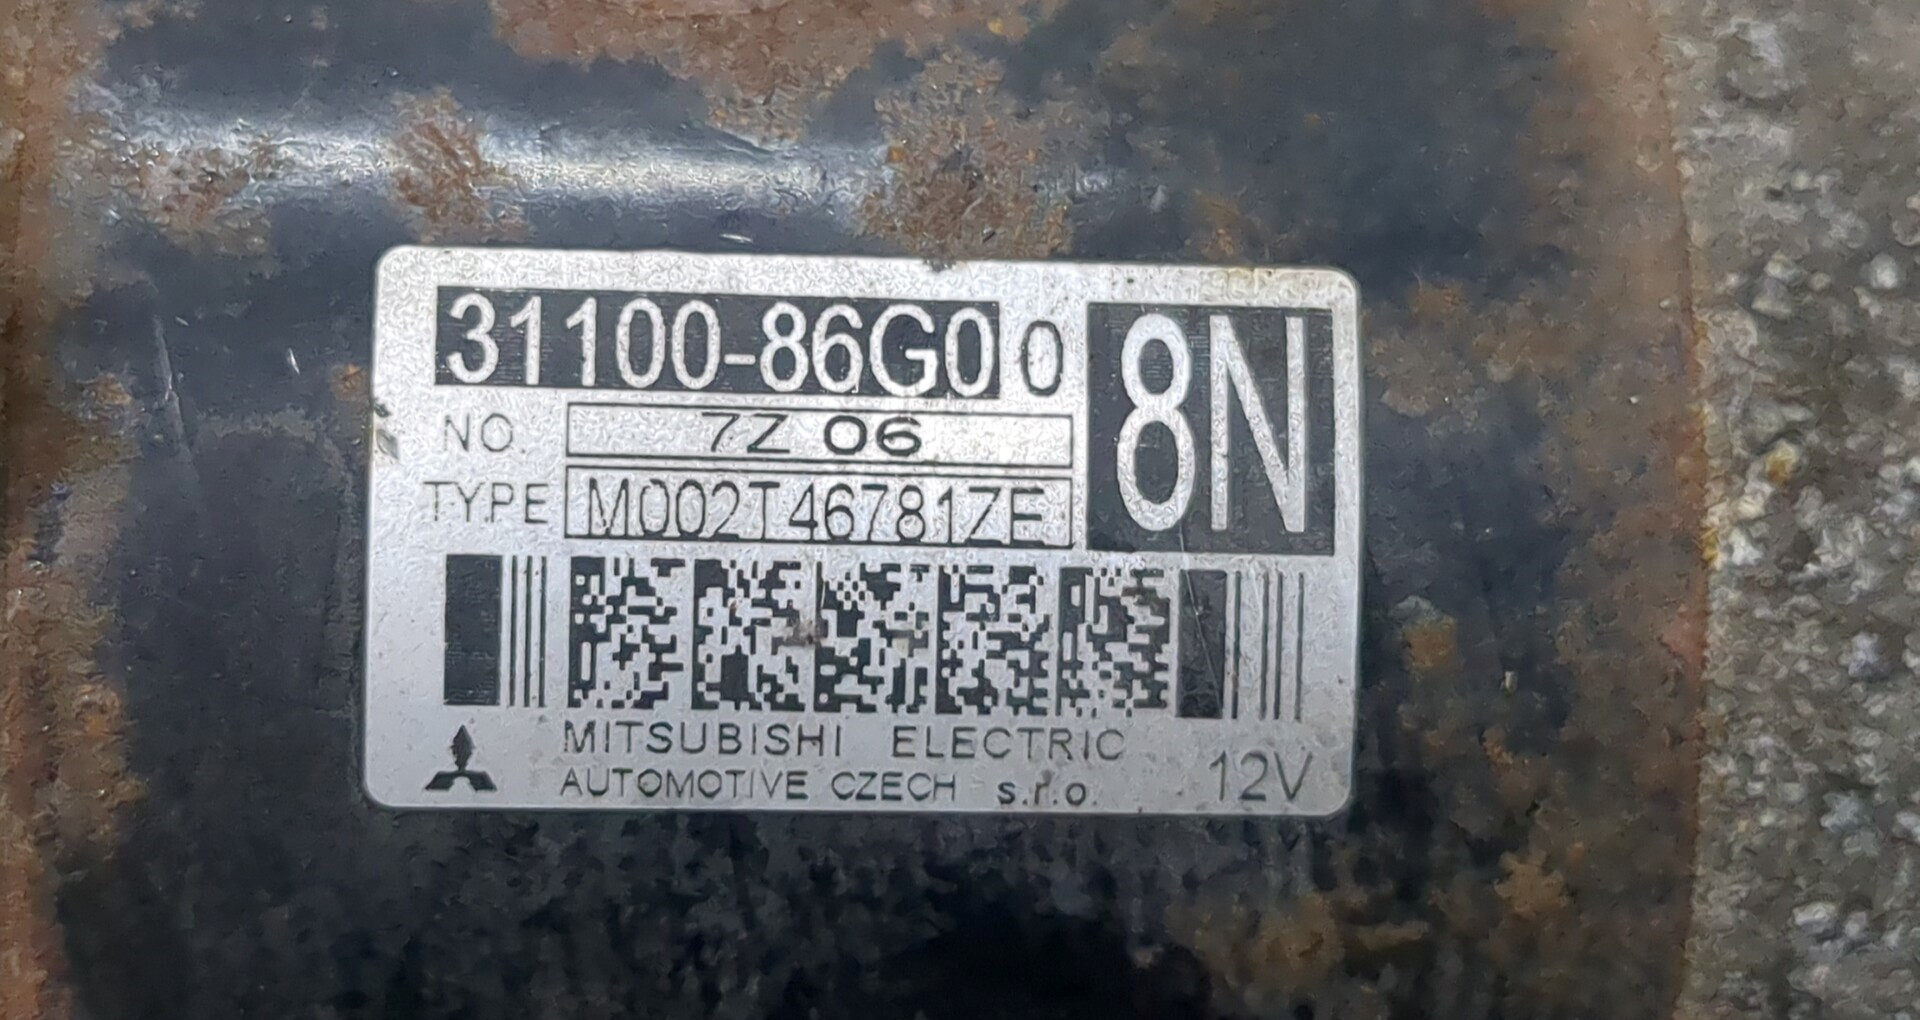 31100-86G00
8N
NO. 7Z 06
TYPE M002T46781ZE
MITSUBISHI ELECTRIC
AUTOMOTIVE CZECH s.r.o.
12V